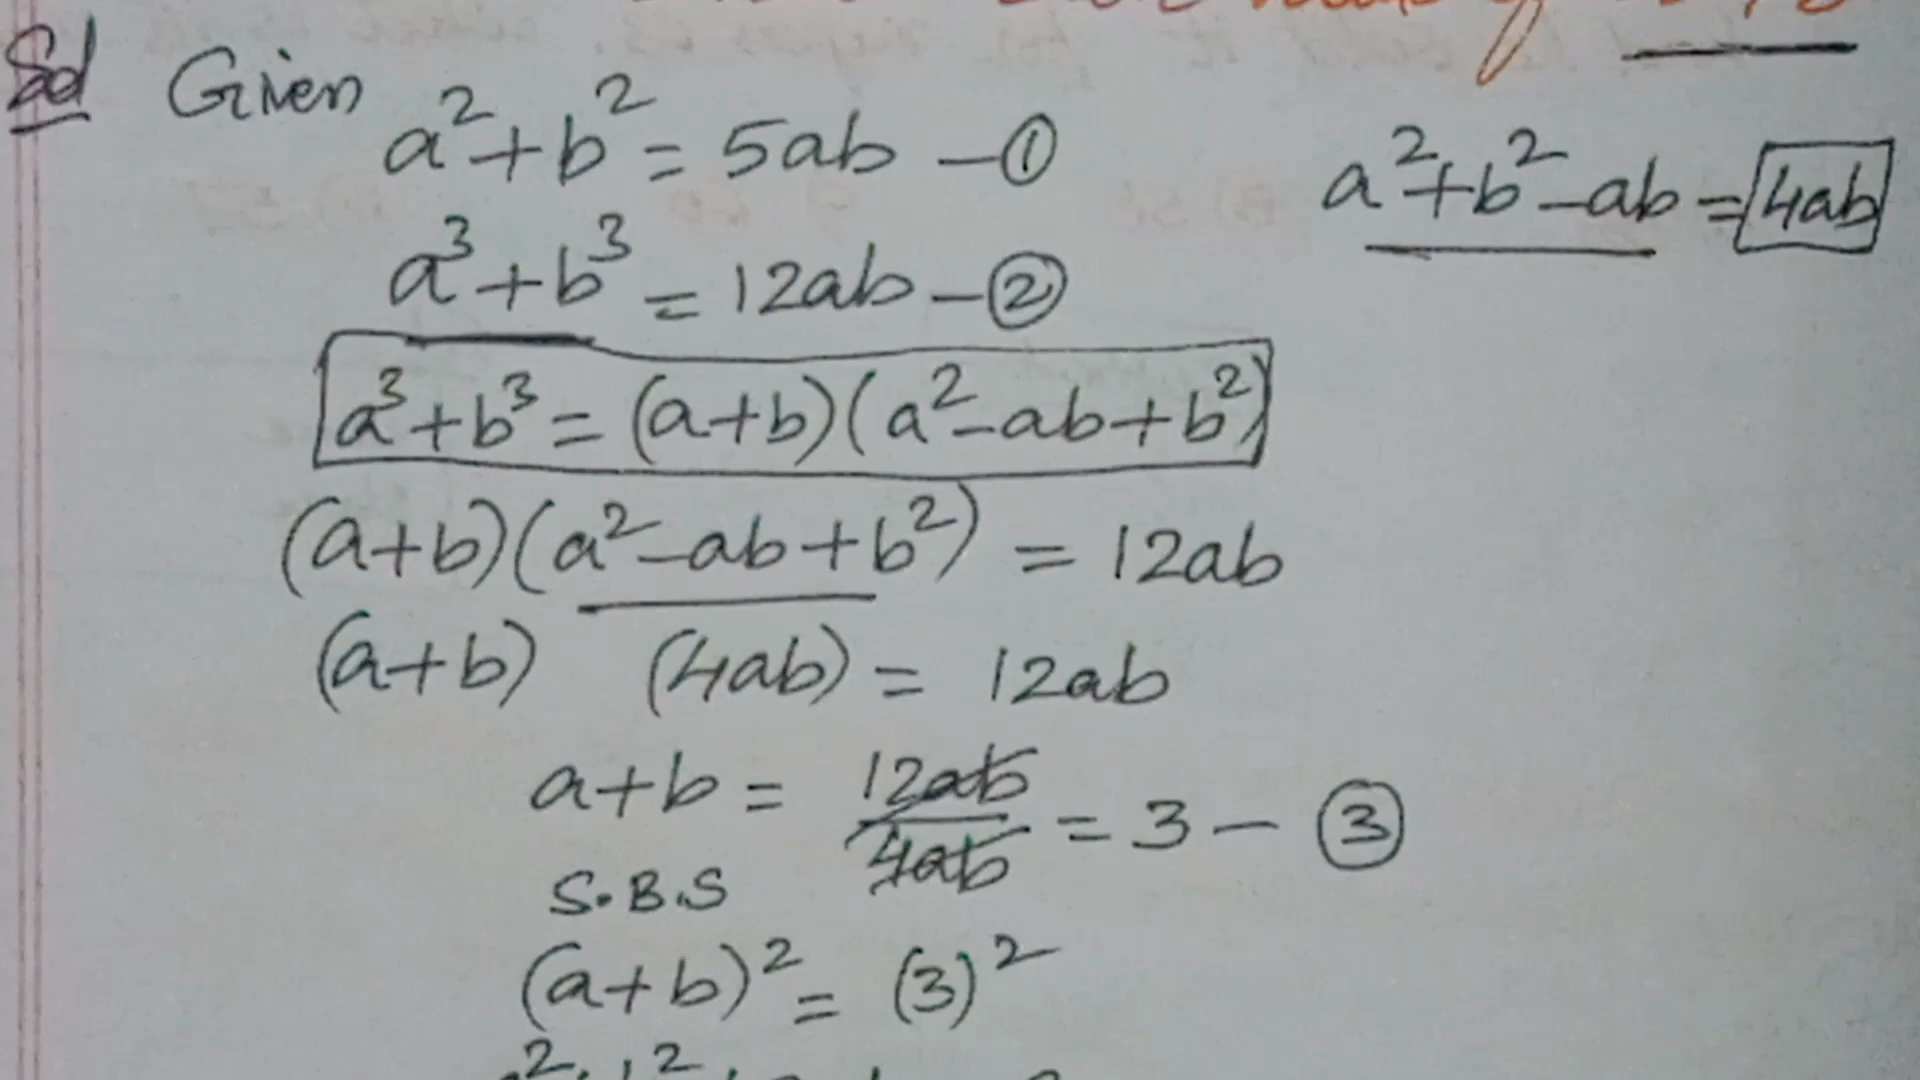 Sol Given
a²+b² = 5ab – ①
a²+b²–ab = 4ab
a³+b³ = 12ab – ②
a³+b³ = (a+b)(a²–ab+b²)
(a+b)(a²–ab+b²) = 12ab
(a+b) (4ab) = 12ab
a+b = 12ab/4ab = 3 – ③
S.B.S
(a+b)² = (3)²